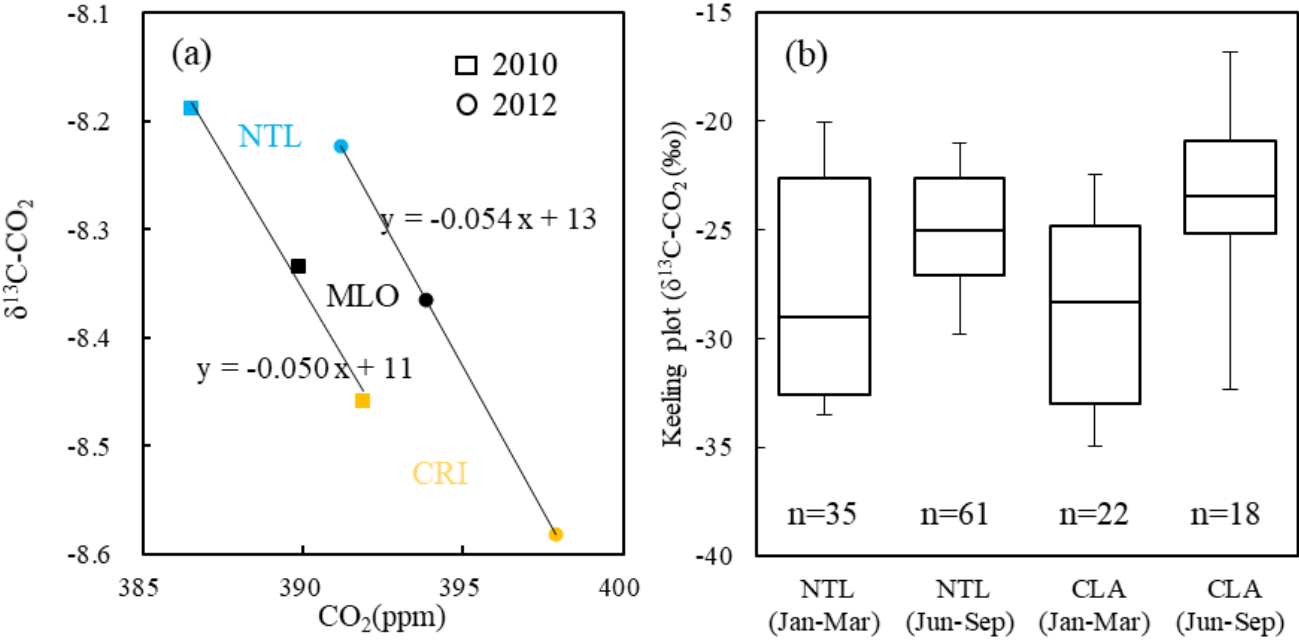 (a)
2010
2012
NTL
y = -0.054 x + 13
MLO
y = -0.050 x + 11
CRI
-8.1
-8.2
-8.3
-8.4
-8.5
-8.6
δ¹³C-CO₂
385
390
395
400
CO₂(ppm)
(b)
-15
-20
-25
-30
-35
-40
Keeling plot (δ¹³C-CO₂ (‰))
n=35
n=61
n=22
n=18
NTL
(Jan-Mar)
NTL
(Jun-Sep)
CLA
(Jan-Mar)
CLA
(Jun-Sep)